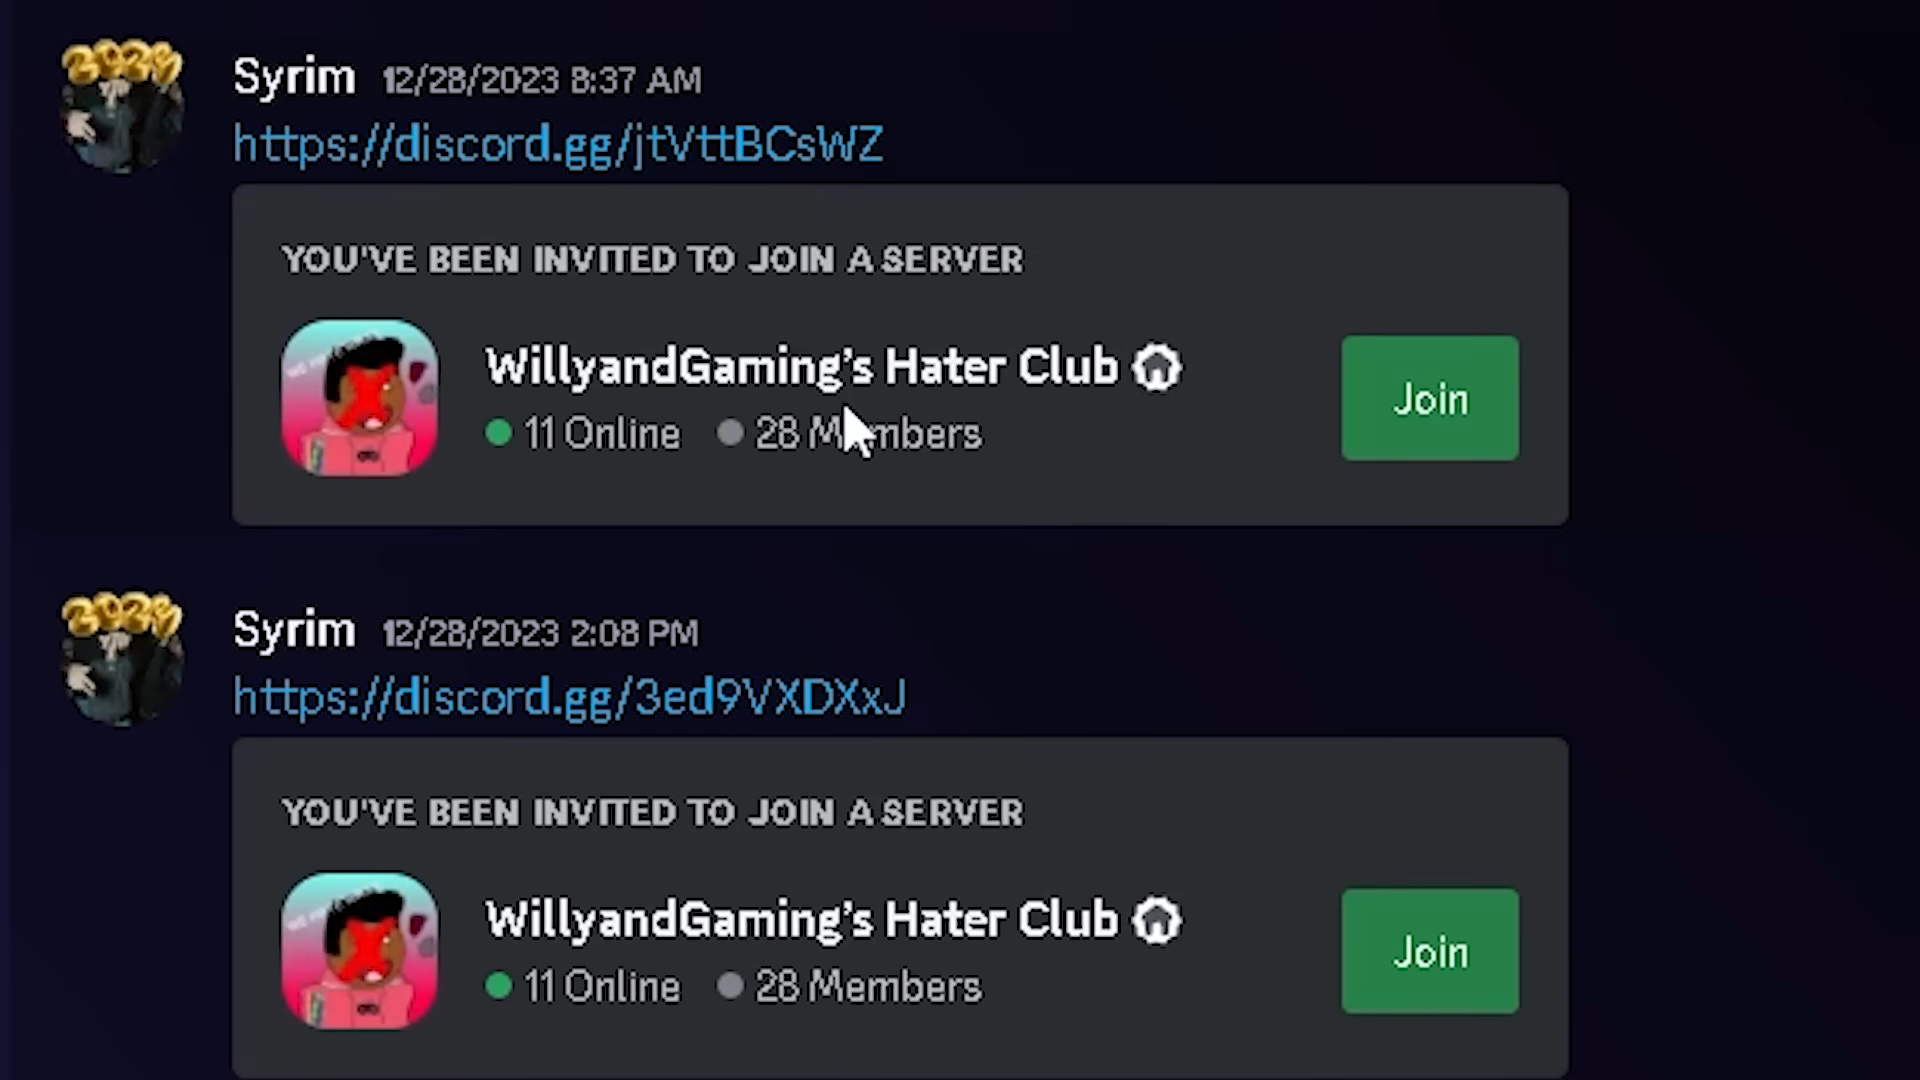 Syrim 12/28/2023 8:37 AM
https://discord.gg/jtVttBCsWZ
YOU'VE BEEN INVITED TO JOIN A SERVER
WillyandGaming's Hater Club
11 Online 28 Members
Join
Syrim 12/28/2023 2:08 PM
https://discord.gg/3ed9VXDXxJ
YOU'VE BEEN INVITED TO JOIN A SERVER
WillyandGaming's Hater Club
11 Online 28 Members
Join